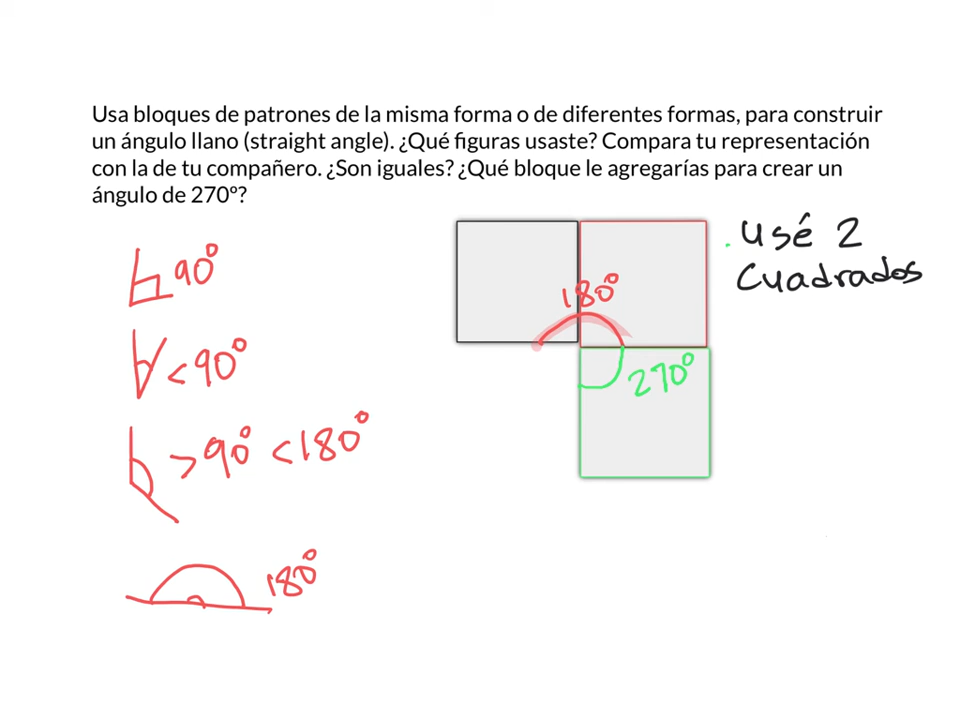 Usa bloques de patrones de la misma forma o de diferentes formas, para construir
un ángulo llano (straight angle). ¿Qué figuras usaste? Compara tu representación
con la de tu compañero. ¿Son iguales? ¿Qué bloque le agregarías para crear un
ángulo de 270º?
90°
<90°
>90° <180°
180°
180°
270°
Usé 2
Cuadrados